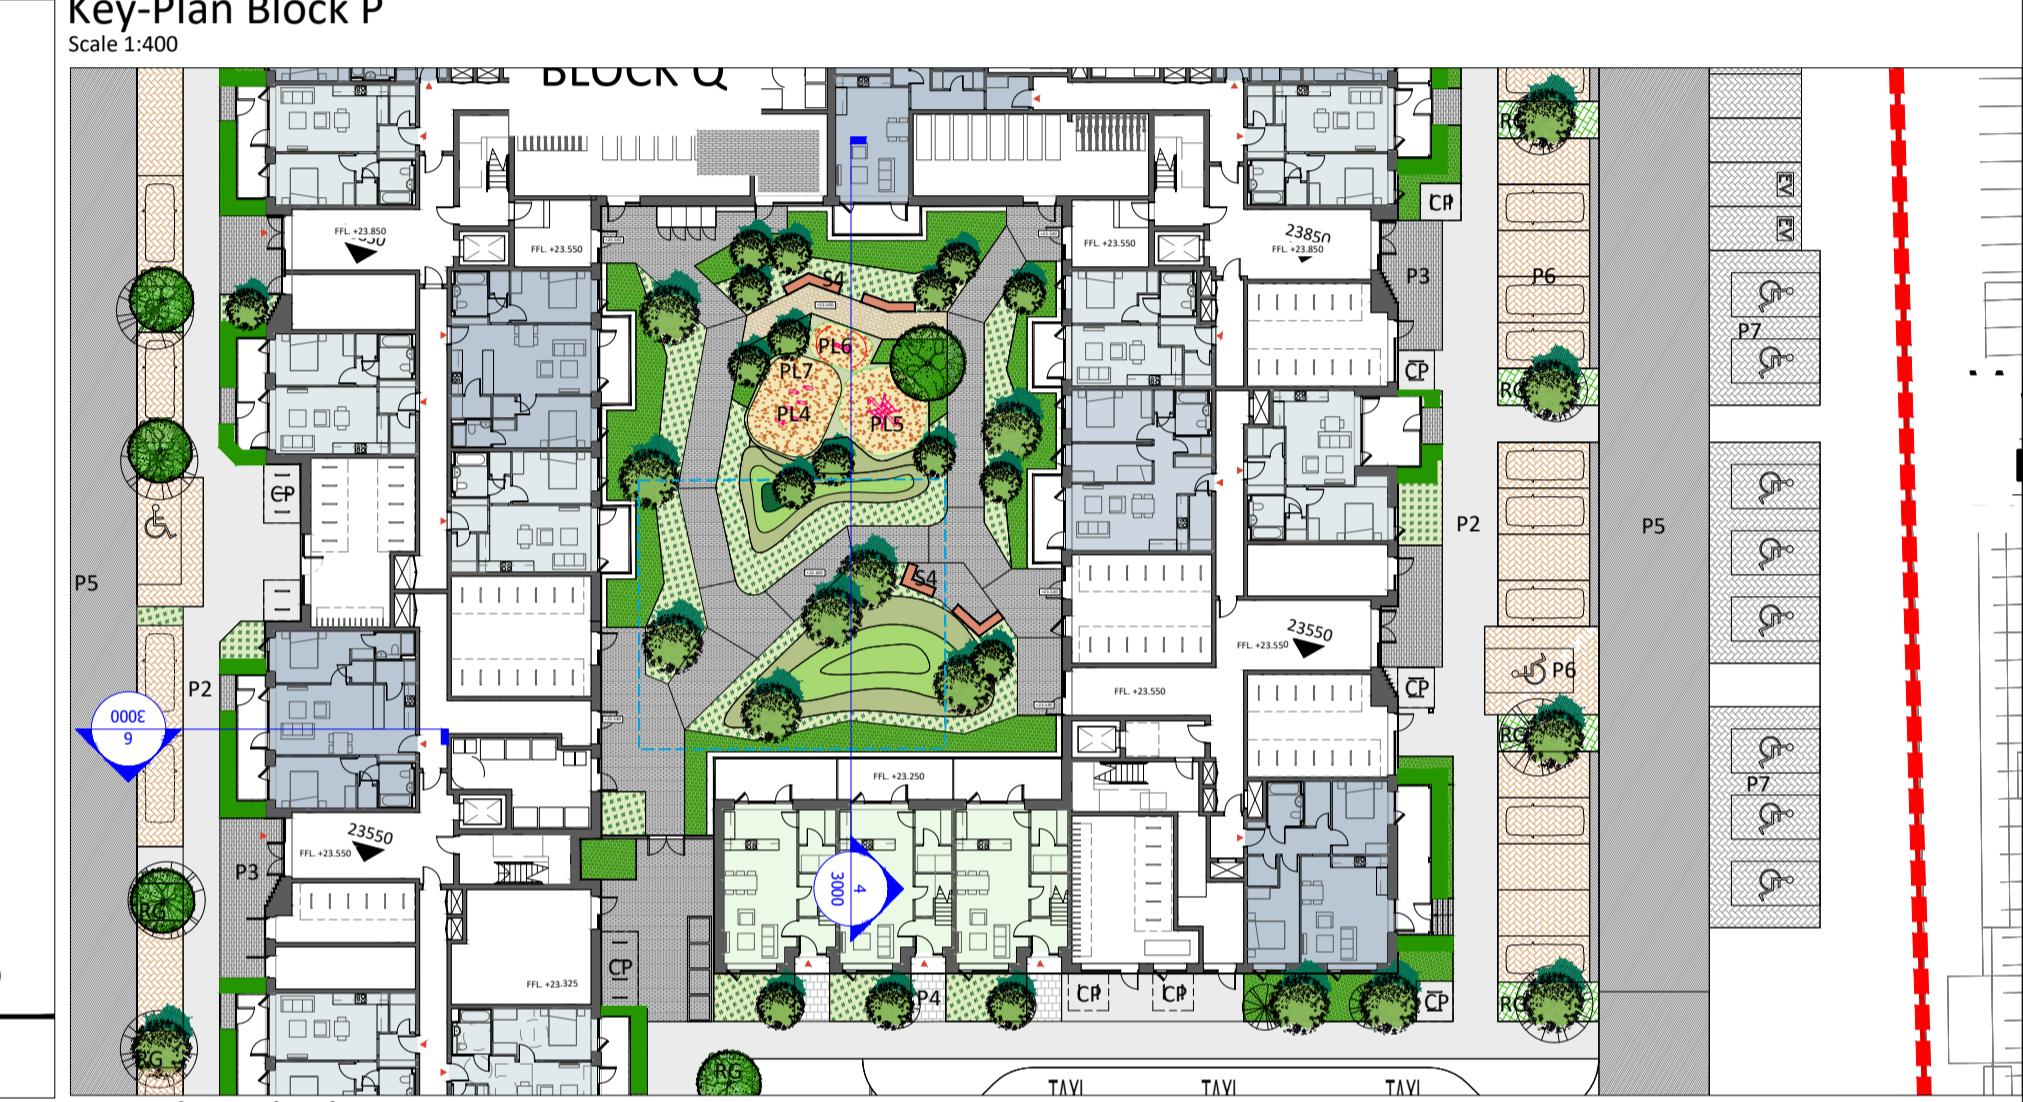 Key-Plan Block P
Scale 1:400
BLOCK Q
RG
EV
CP
EV
FFL. +23.850
FFL. +23.550
FFL. +23.550
23850
FFL. +23.850
P3
P6
S4
P7
PL6
PL7
CP
RG
PL4
PL5
CP
P2
P5
P5
S4
23550
FFL. +23.550
P6
P2
FFL. +23.550
CP
3000
6
RG
FFL. +23.250
P7
23550
FFL. +23.550
P3
4
3000
RG
CP
FFL. +23.325
P4
CP
CP
CP
RG
RG
RG
TAXI
TAXI
TAXI